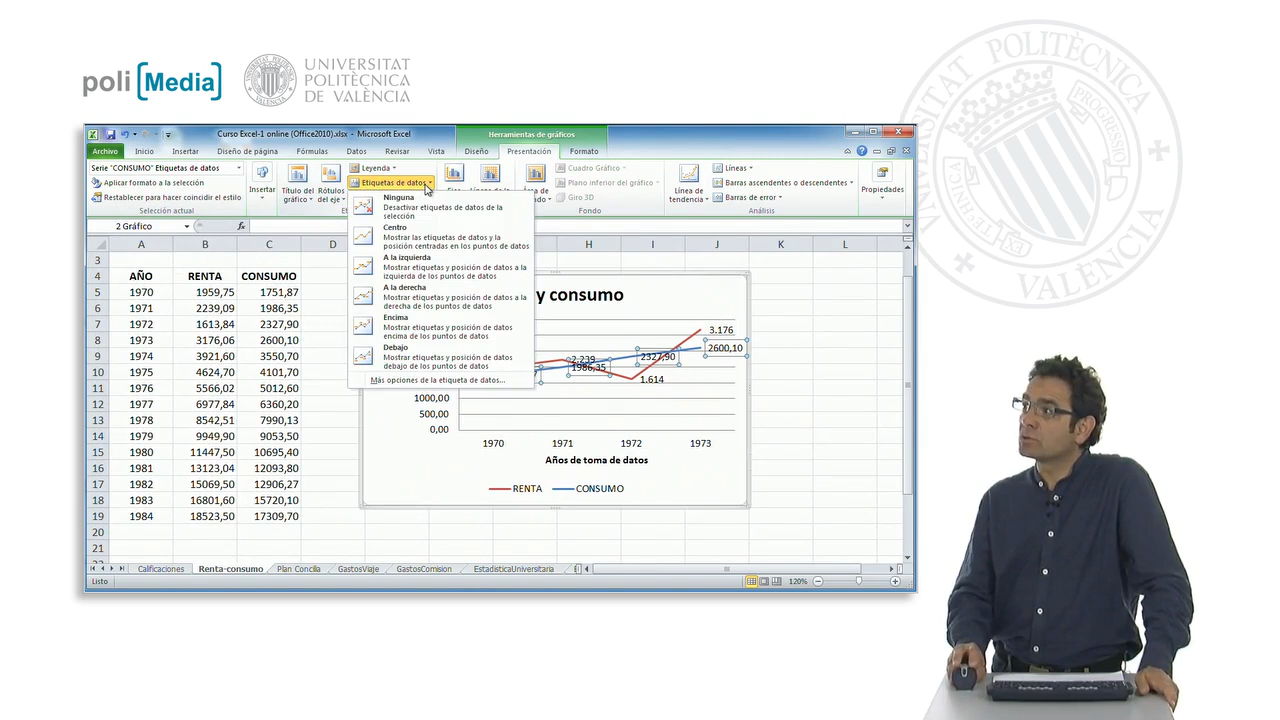 poli [Media]
UNIVERSITAT
POLITÈCNICA
DE VALÈNCIA
UNIVERSITAT POLITÈCNICA
PROGRESSIO
VALÈNCIA
Curso Excel-1 online (Office2010).xlsx - Microsoft Excel
Herramientas de gráficos
Archivo Inicio Insertar Diseño de página Fórmulas Datos Revisar Vista Diseño Presentación Formato
Serie "CONSUMO" Etiquetas de datos
Aplicar formato a la selección
Restablecer para hacer coincidir el estilo
Selección actual
Insertar
Título del gráfico
Rótulos del eje
Leyenda
Etiquetas de datos
Cuadro Gráfico
Plano inferior del gráfico
Giro 3D
Fondo
Línea de tendencia
Líneas
Barras ascendentes o descendentes
Barras de error
Análisis
Propiedades
2 Gráfico fx
Ninguna
Desactivar etiquetas de datos de la
selección
Centro
Mostrar las etiquetas de datos y la
posición centradas en los puntos de datos
A la izquierda
Mostrar etiquetas y posición de datos a la
izquierda de los puntos de datos
A la derecha
Mostrar etiquetas y posición de datos a la
derecha de los puntos de datos
Encima
Mostrar etiquetas y posición de datos
encima de los puntos de datos
Debajo
Mostrar etiquetas y posición de datos
debajo de los puntos de datos
Más opciones de la etiqueta de datos...
A B C D H I J K L
3
4 AÑO RENTA CONSUMO
5 1970 1959,75 1751,87
6 1971 2239,09 1986,35
7 1972 1613,84 2327,90
8 1973 3176,06 2600,10
9 1974 3921,60 3550,70
10 1975 4624,70 4101,70
11 1976 5566,02 5012,60
12 1977 6977,84 6360,20
13 1978 8542,51 7990,13
14 1979 9949,90 9053,50
15 1980 11447,50 10695,40
16 1981 13123,04 12093,80
17 1982 15069,50 12906,27
18 1983 16801,60 15720,10
19 1984 18523,50 17309,70
20
21
y consumo
3.176
2600,10
2327,90
2.239
1986,35
1.614
1000,00
500,00
0,00
1970 1971 1972 1973
Años de toma de datos
RENTA CONSUMO
Calificaciones Renta-consumo Plan Concilia GastosViaje GastosComision EstadisticaUniversitaria
Listo 120%